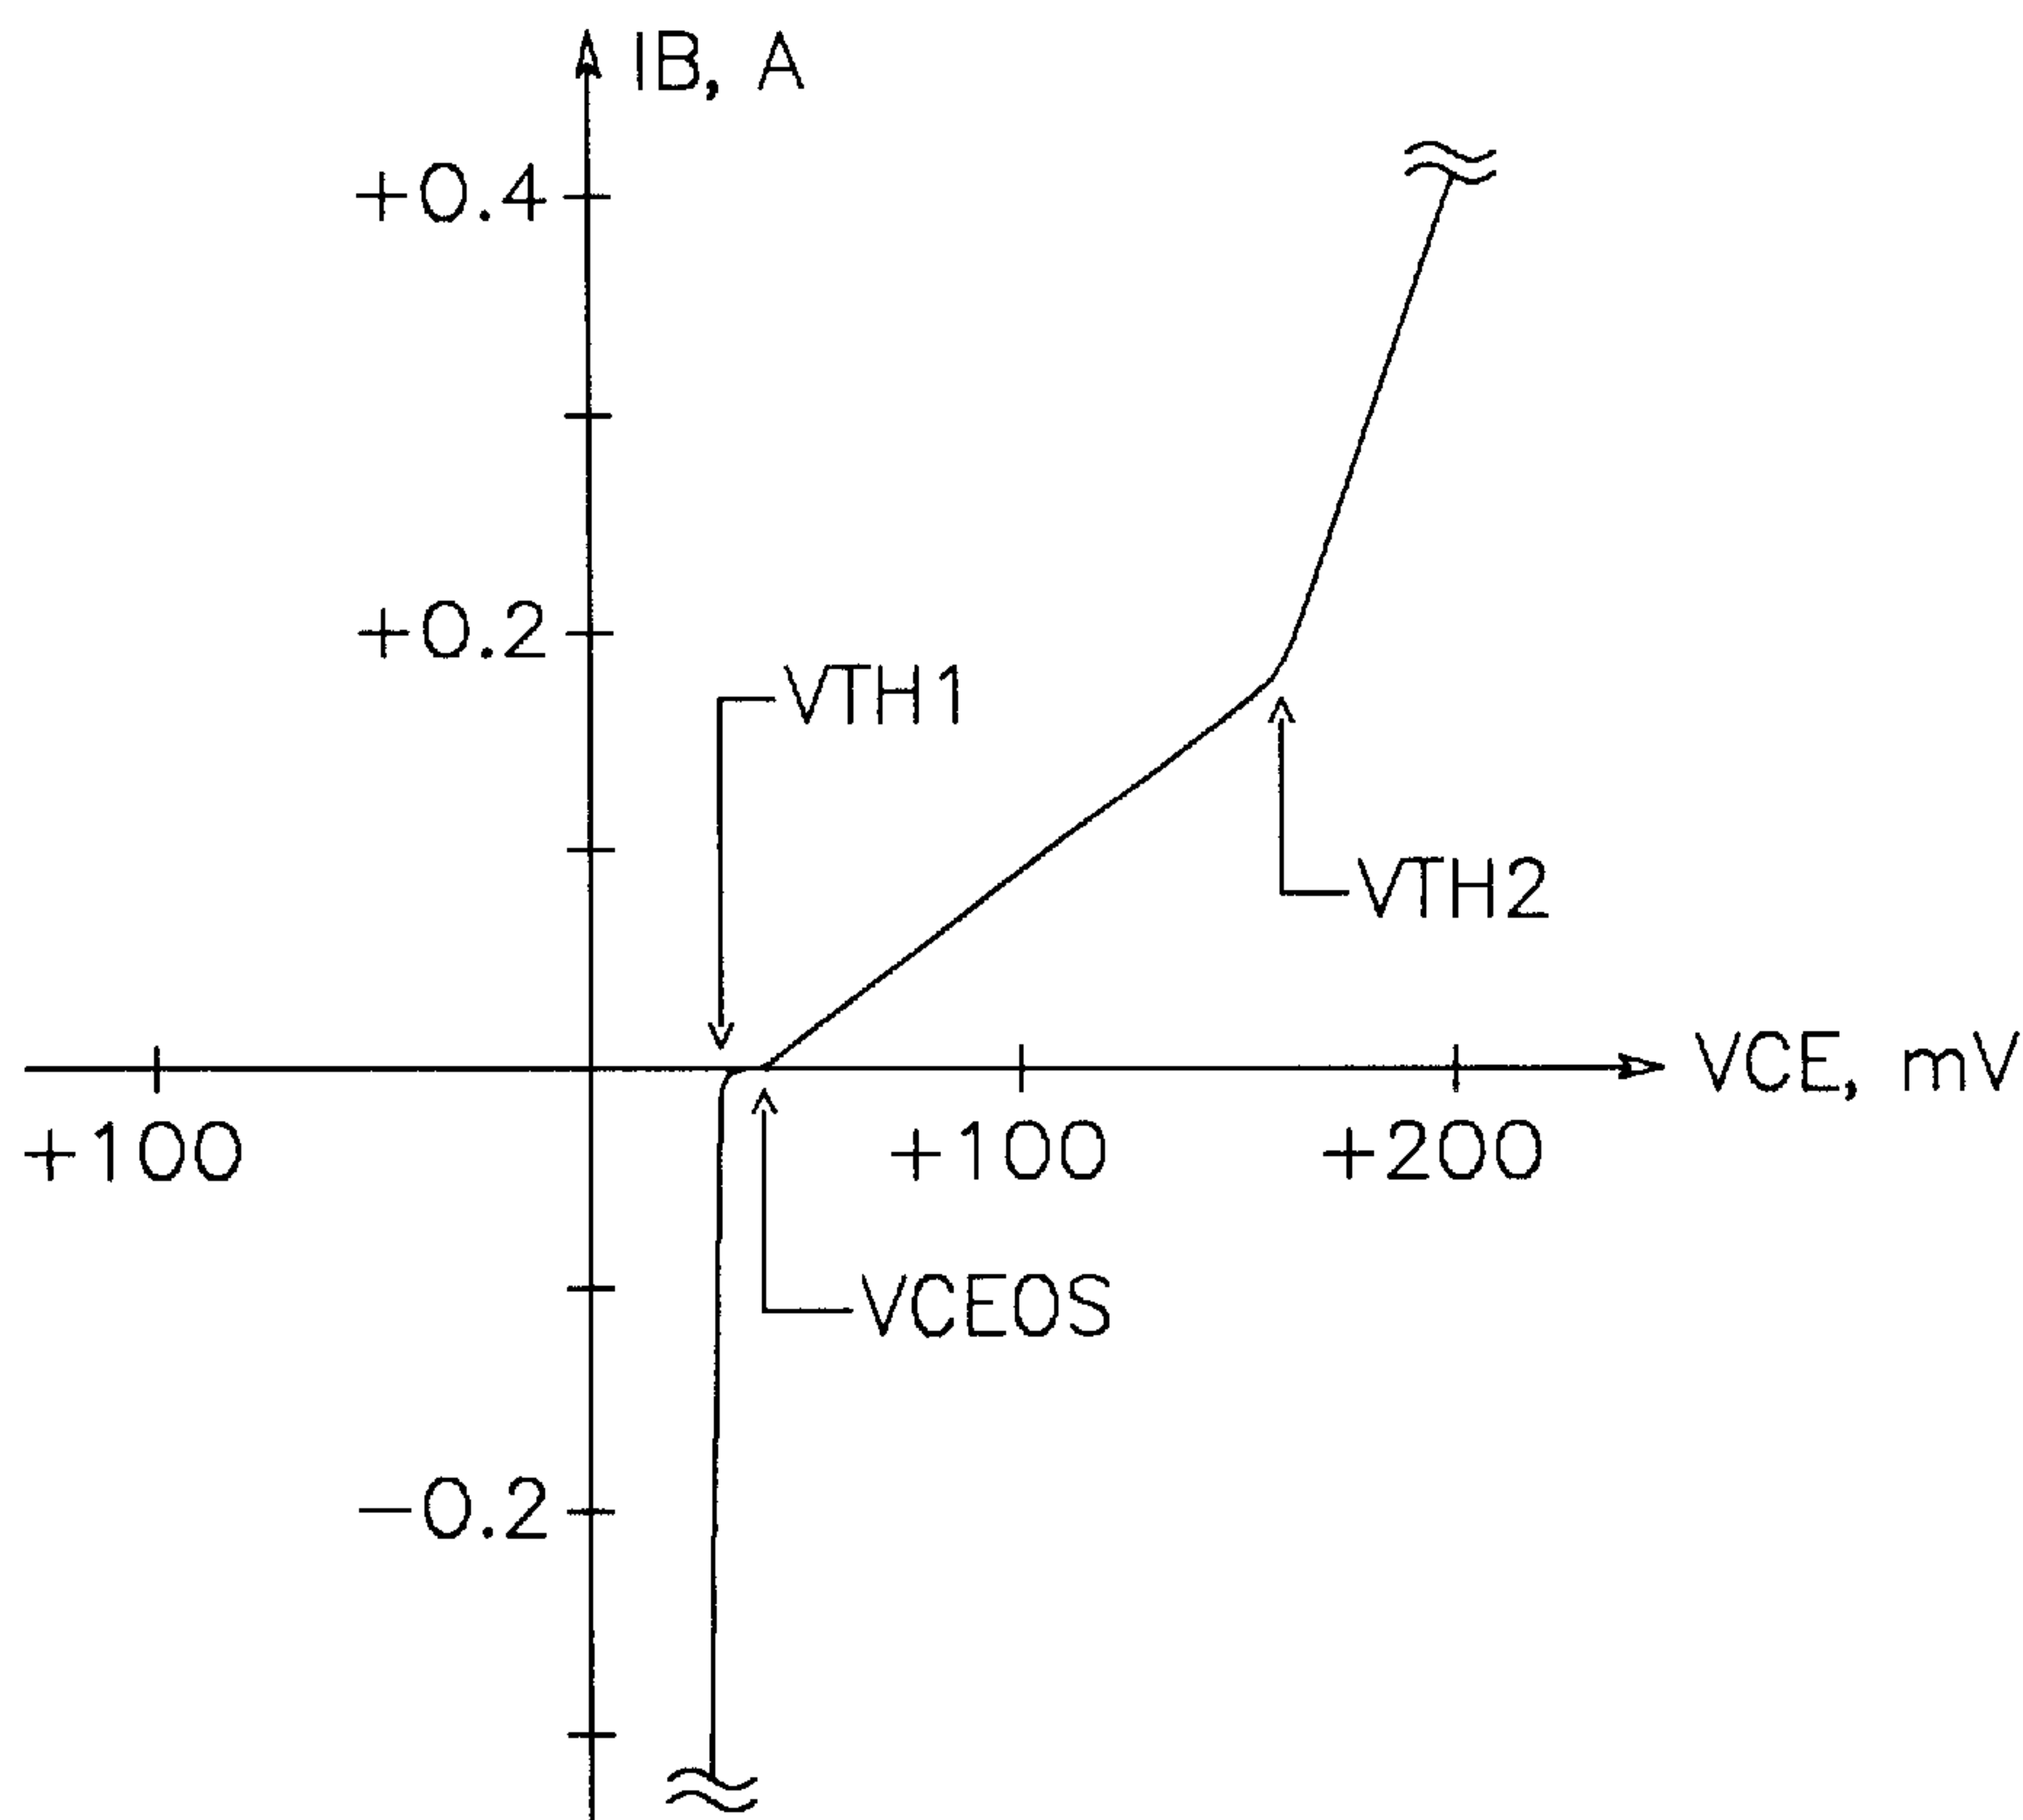 IB, A
+0.4
+0.2
VTH1
VTH2
VCE, mV
+100
+100
+200
VCEOS
−0.2